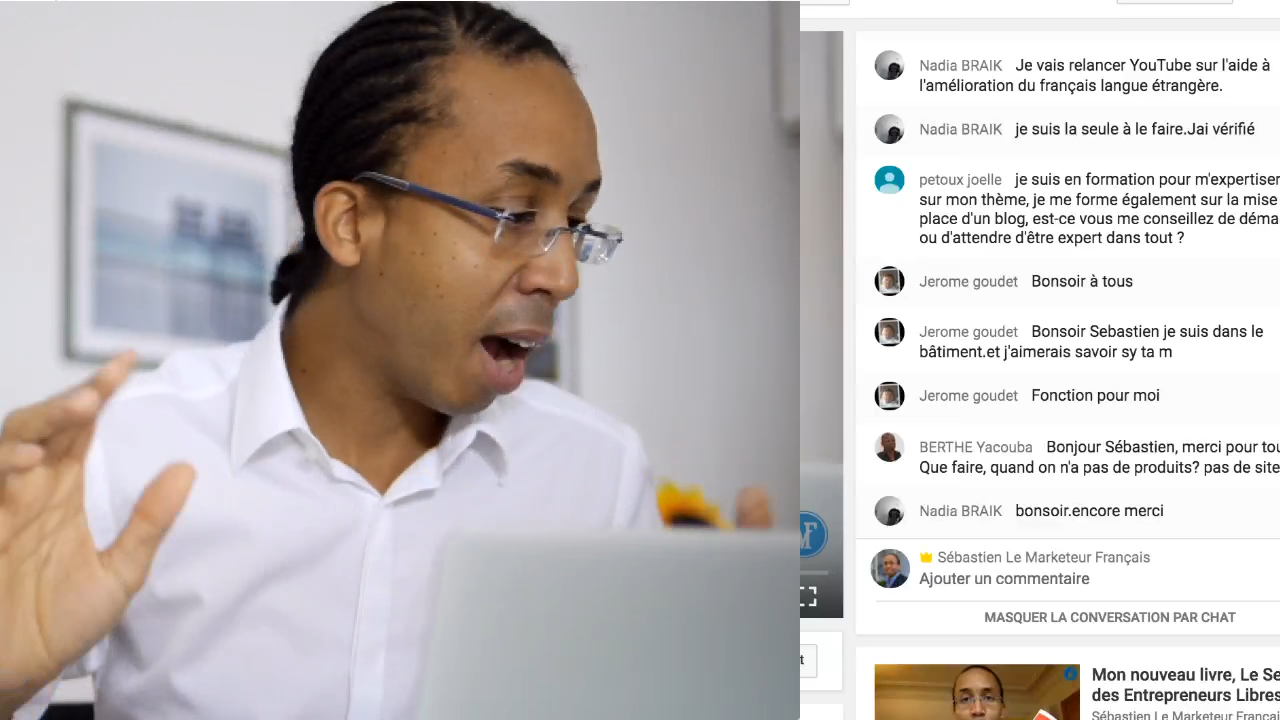 Nadia BRAIK Je vais relancer YouTube sur l'aide à
l'amélioration du français langue étrangère.
Nadia BRAIK je suis la seule à le faire.Jai vérifié
petoux joelle je suis en formation pour m'expertiser
sur mon thème, je me forme également sur la mise
place d'un blog, est-ce vous me conseillez de déma
ou d'attendre d'être expert dans tout ?
Jerome goudet Bonsoir à tous
Jerome goudet Bonsoir Sebastien je suis dans le
bâtiment.et j'aimerais savoir sy ta m
Jerome goudet Fonction pour moi
BERTHE Yacouba Bonjour Sébastien, merci pour tou
Que faire, quand on n'a pas de produits? pas de site
Nadia BRAIK bonsoir.encore merci
Sébastien Le Marketeur Français
Ajouter un commentaire
MASQUER LA CONVERSATION PAR CHAT
t
Mon nouveau livre, Le Se
des Entrepreneurs Libres
Sébastien Le Marketeur Françai